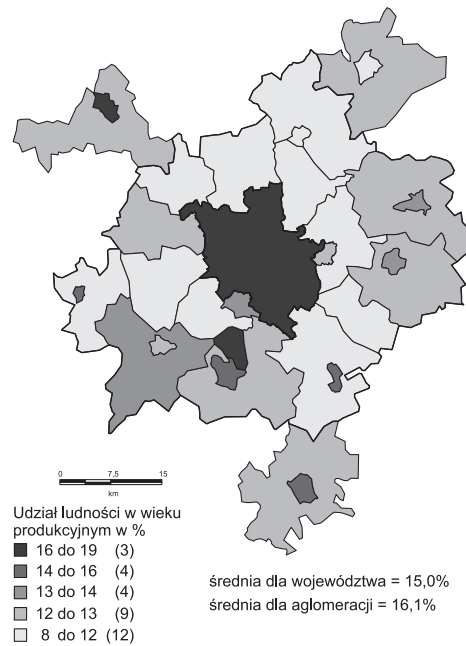 0 7,5 15
km
Udział ludności w wieku
produkcyjnym w %
16 do 19 (3)
14 do 16 (4)
13 do 14 (4)
12 do 13 (9)
8 do 12 (12)
średnia dla województwa = 15,0%
średnia dla aglomeracji = 16,1%